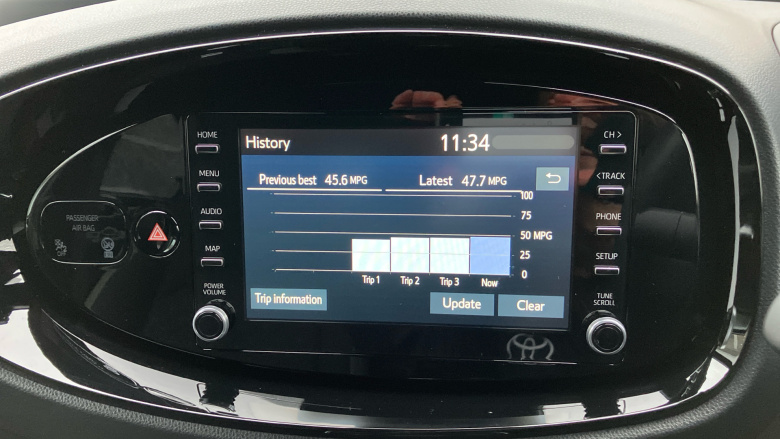 HOME
MENU
AUDIO
MAP
POWER
VOLUME
PASSENGER
AIR BAG
OFF
History 11:34
Previous best 45.6 MPG Latest 47.7 MPG
100
75
50 MPG
25
0
Trip 1 Trip 2 Trip 3 Now
Trip information Update Clear
CH >
< TRACK
PHONE
SETUP
TUNE
SCROLL